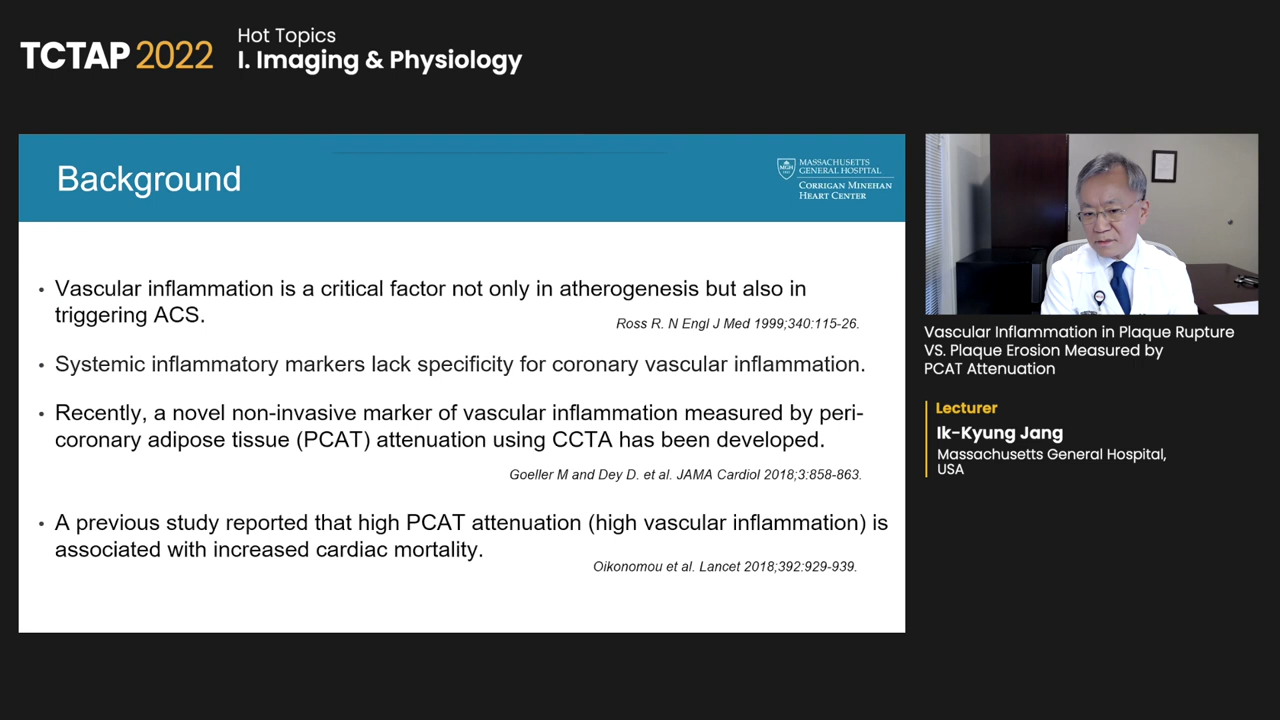 TCTAP 2022
Hot Topics
I. Imaging & Physiology
Background
MASSACHUSETTS
GENERAL HOSPITAL
CORRIGAN MINEHAN
HEART CENTER
• Vascular inflammation is a critical factor not only in atherogenesis but also in
triggering ACS.
Ross R. N Engl J Med 1999;340:115-26.
• Systemic inflammatory markers lack specificity for coronary vascular inflammation.
• Recently, a novel non-invasive marker of vascular inflammation measured by peri-
coronary adipose tissue (PCAT) attenuation using CCTA has been developed.
Goeller M and Dey D. et al. JAMA Cardiol 2018;3:858-863.
• A previous study reported that high PCAT attenuation (high vascular inflammation) is
associated with increased cardiac mortality.
Oikonomou et al. Lancet 2018;392:929-939.
Vascular Inflammation in Plaque Rupture
VS. Plaque Erosion Measured by
PCAT Attenuation
Lecturer
Ik-Kyung Jang
Massachusetts General Hospital,
USA